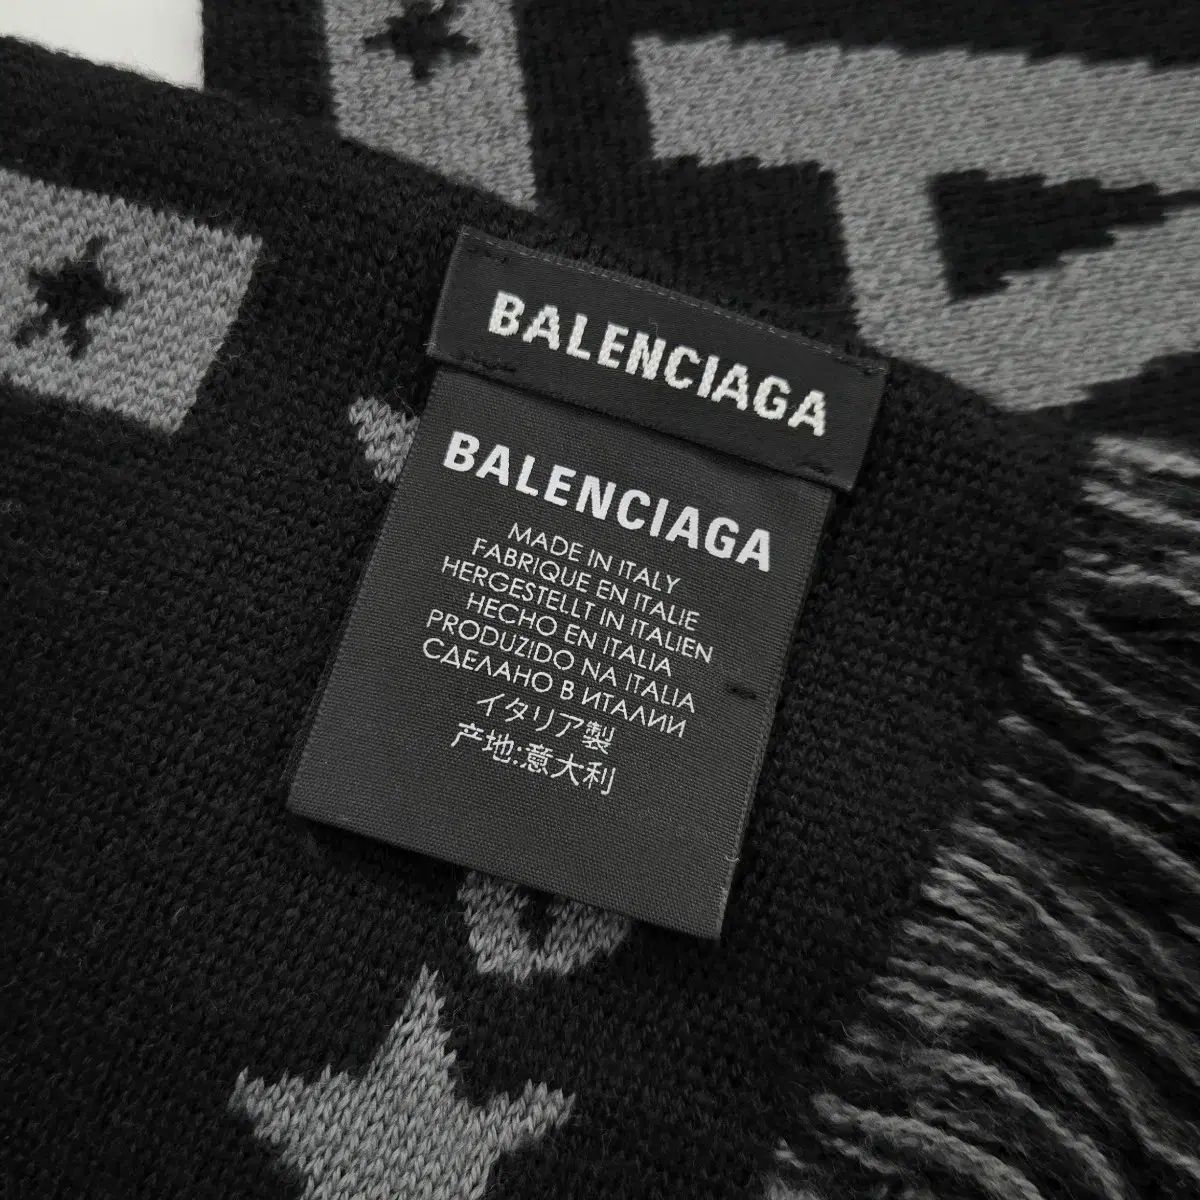 BALENCIAGA
BALENCIAGA
MADE IN ITALY
FABRIQUE EN ITALIE
HERGESTELLT IN ITALIEN
HECHO EN ITALIA
PRODUZIDO NA ITALIA
СДЕЛАНО В ИТАЛИИ
イタリア製
产地:意大利